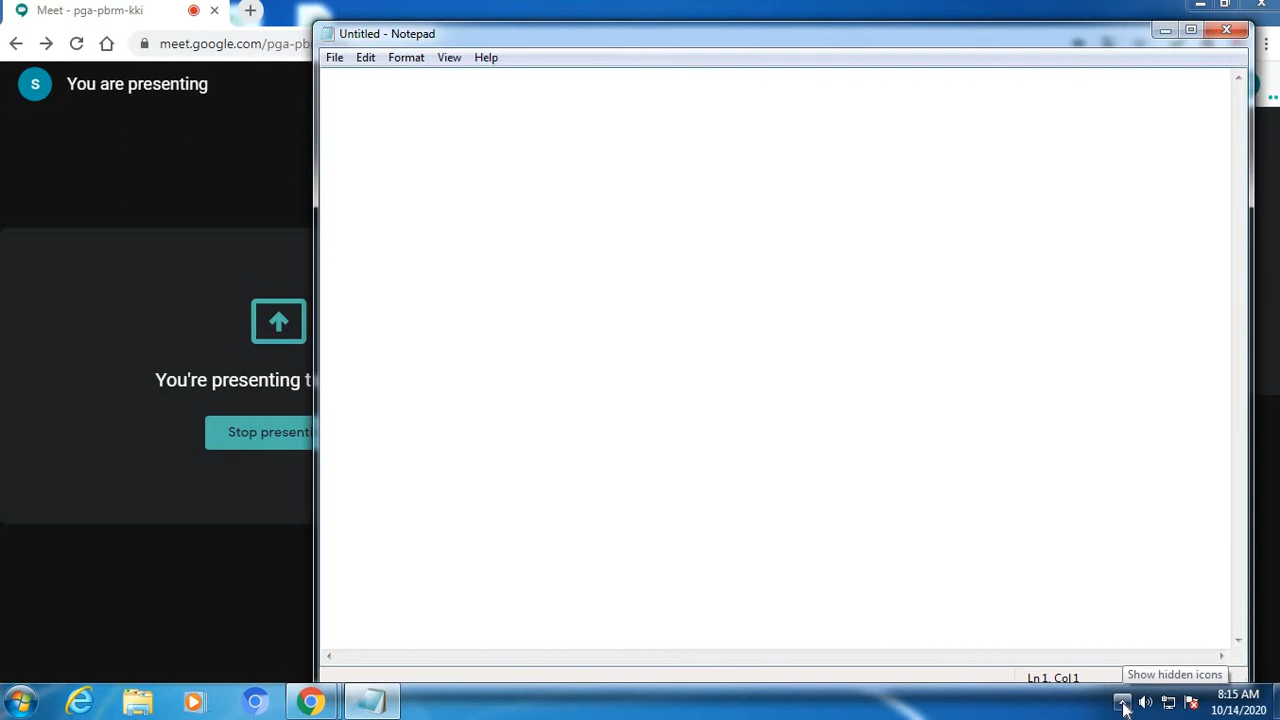 Meet - pga-pbrm-kki
Untitled - Notepad
meet.google.com/pga-pb
File Edit Format View Help
S
You are presenting
You're presenting t
Stop presenti
Ln 1, Col 1
Show hidden icons
8:15 AM
10/14/2020